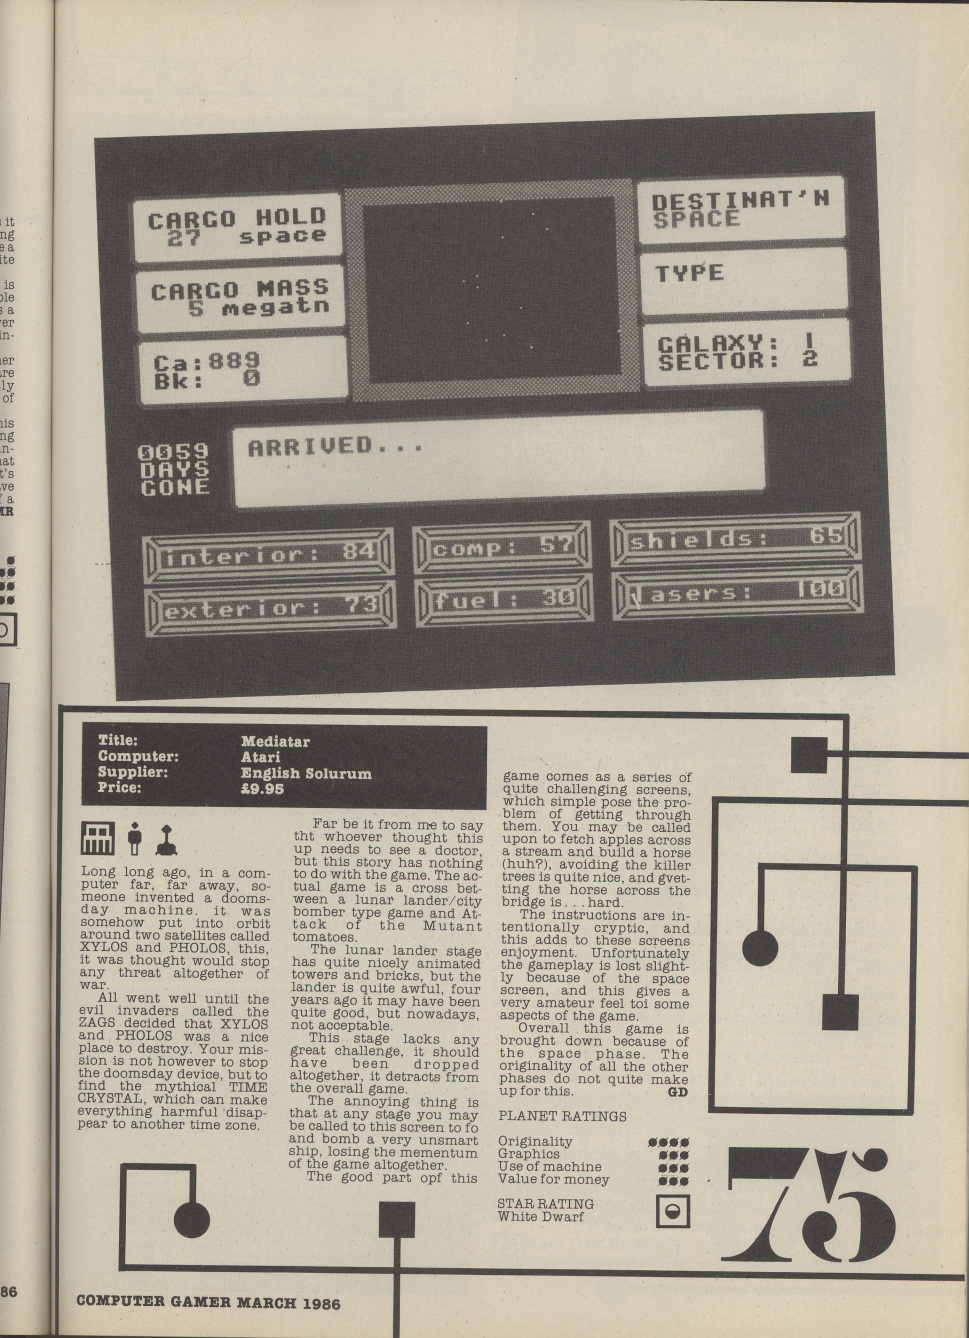 CARGO HOLD
27 space
CARGO MASS
5 megatn
Ca:889
Bk: 0
DESTINAT'N
SPACE
TYPE
GALAXY: 1
SECTOR: 2
0059
DAYS
GONE
ARRIVED...
interior: 84
comp: 57
shields: 65
exterior: 73
fuel: 30
lasers: 100
Title: Mediatar
Computer: Atari
Supplier: English Solurum
Price: £9.95
Long long ago, in a com-
puter far, far away, so-
meone invented a dooms-
day machine. it was
somehow put into orbit
around two satellites called
XYLOS and PHOLOS, this,
it was thought would stop
any threat altogether of
war.
All went well until the
evil invaders called the
ZAGS decided that XYLOS
and PHOLOS was a nice
place to destroy. Your mis-
sion is not however to stop
the doomsday device, but to
find the mythical TIME
CRYSTAL, which can make
everything harmful disap-
pear to another time zone.
Far be it from me to say
tht whoever thought this
up needs to see a doctor,
but this story has nothing
to do with the game. The ac-
tual game is a cross bet-
ween a lunar lander/city
bomber type game and At-
tack of the Mutant
tomatoes.
The lunar lander stage
has quite nicely animated
towers and bricks, but the
lander is quite awful, four
years ago it may have been
quite good, but nowadays,
not acceptable.
This stage lacks any
great challenge, it should
have been dropped
altogether, it detracts from
the overall game.
The annoying thing is
that at any stage you may
be called to this screen to fo
and bomb a very unsmart
ship, losing the mementum
of the game altogether.
The good part opf this
game comes as a series of
quite challenging screens,
which simple pose the pro-
blem of getting through
them. You may be called
upon to fetch apples across
a stream and build a horse
(huh?), avoiding the killer
trees is quite nice, and gvet-
ting the horse across the
bridge is...hard.
The instructions are in-
tentionally cryptic, and
this adds to these screens
enjoyment. Unfortunately
the gameplay is lost slight-
ly because of the space
screen, and this gives a
very amateur feel toi some
aspects of the game.
Overall this game is
brought down because of
the space phase. The
originality of all the other
phases do not quite make
up for this. GD
PLANET RATINGS
Originality
Graphics
Use of machine
Value for money
STAR RATING
White Dwarf
75
COMPUTER GAMER MARCH 1986
86